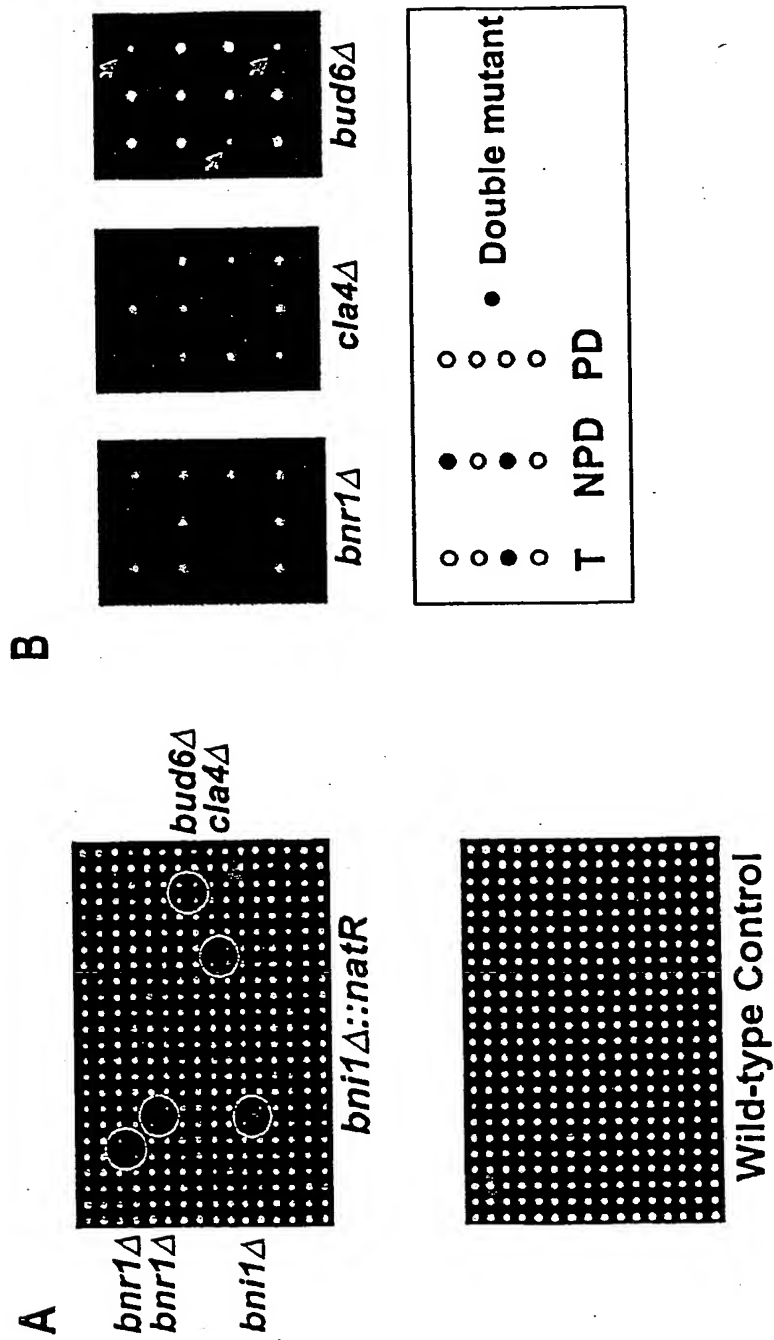 A
bnr1Δ
bnr1Δ
bni1Δ
bud6Δ
cla4Δ
bni1Δ::natR
Wild-type Control
B
bnr1Δ
cla4Δ
bud6Δ
T NPD PD
Double mutant